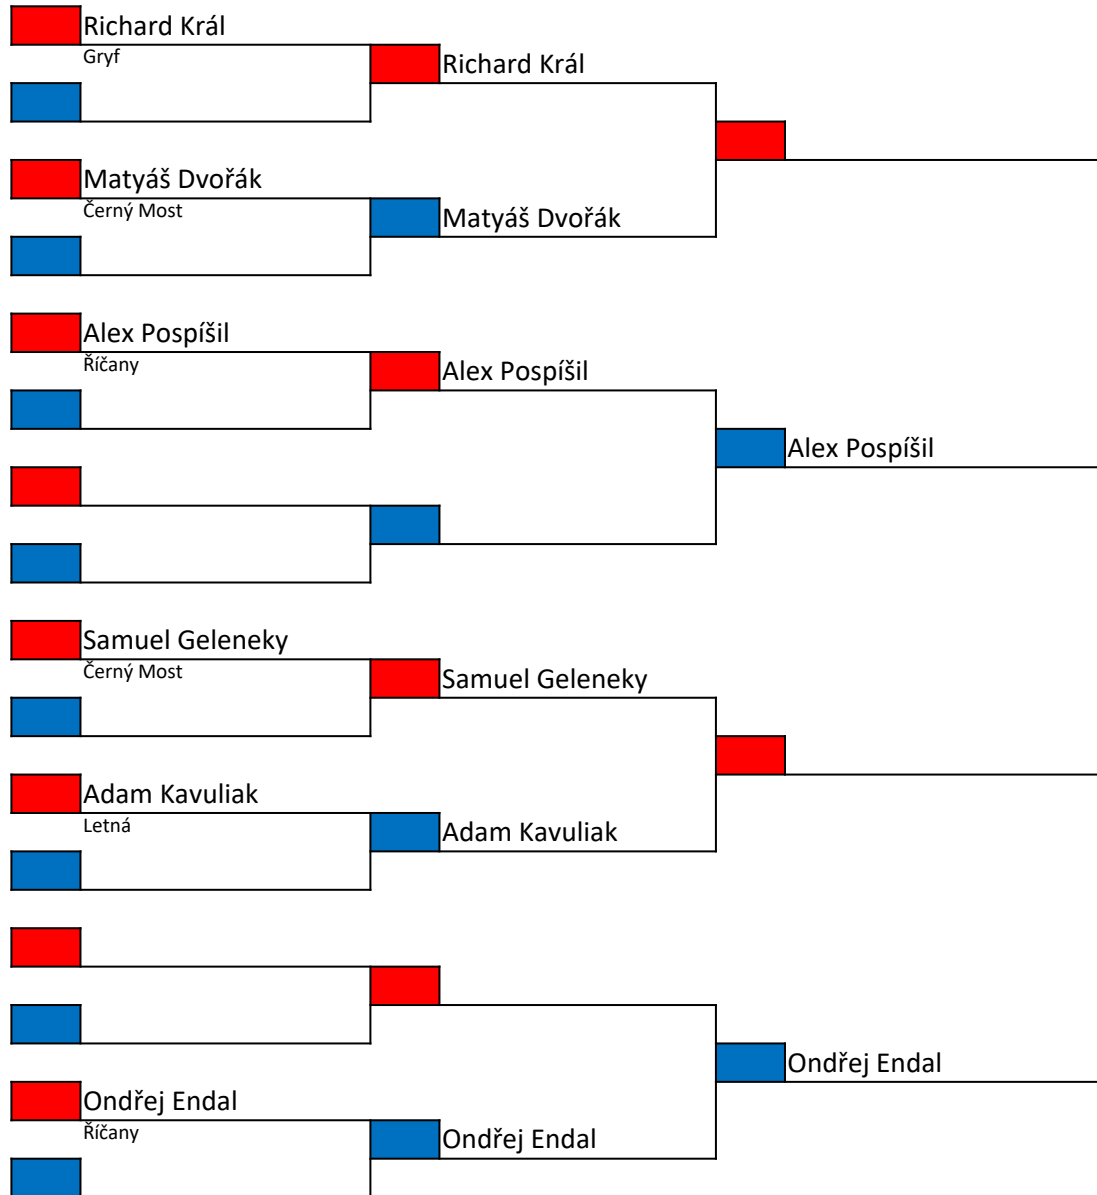 Richard Král
Gryf
Richard Král
Matyáš Dvořák
Černý Most
Matyáš Dvořák
Alex Pospíšil
Říčany
Alex Pospíšil
Alex Pospíšil
Samuel Geleneky
Černý Most
Samuel Geleneky
Adam Kavuliak
Letná
Adam Kavuliak
Ondřej Endal
Ondřej Endal
Říčany
Ondřej Endal